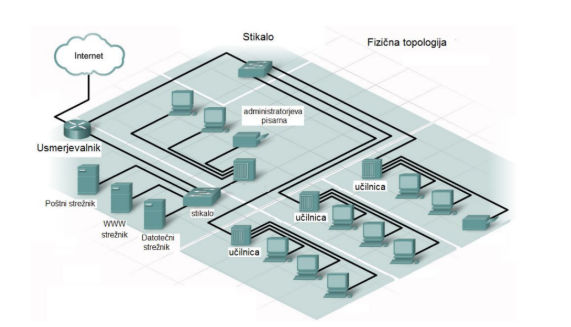 Stikalo
Fizična topologija
Internet
administratorjeva
pisarna
Usmerjevalnik
učilnica
Poštni strežnik
stikalo
učilnica
WWW
strežnik
Datotečni
strežnik
učilnica